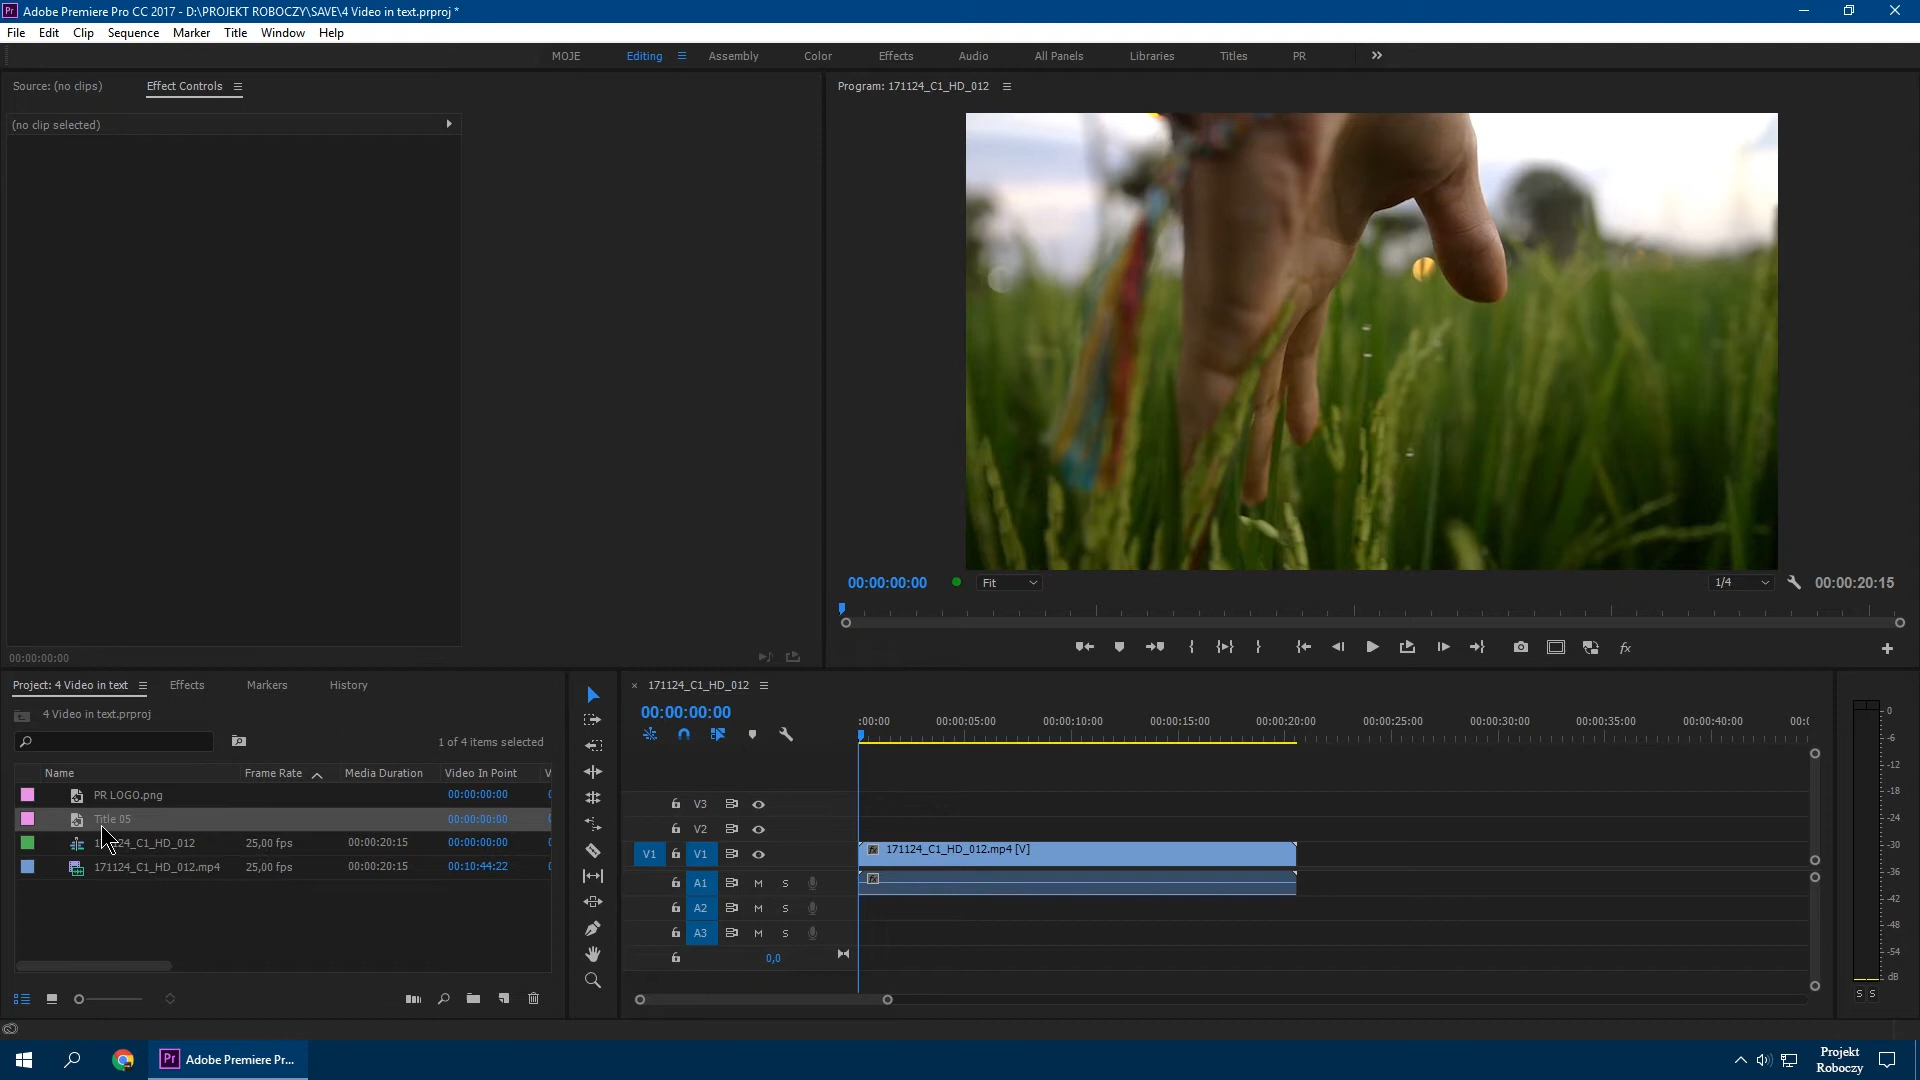 Pr Adobe Premiere Pro CC 2017 - D:\PROJEKT ROBOCZY\SAVE\4 Video in text.prproj *
File Edit Clip Sequence Marker Title Window Help
MOJE Editing Assembly Color Effects Audio All Panels Libraries Titles PR
Source: (no clips) Effect Controls
Program: 171124_C1_HD_012
(no clip selected)
00:00:00:00 Fit 1/4 00:00:20:15
00:00:00:00
Project: 4 Video in text Effects Markers History
4 Video in text.prproj
1 of 4 items selected
Name Frame Rate Media Duration Video In Point V
PR LOGO.png 00:00:00:00
Title 05 00:00:00:00
171124_C1_HD_012 25,00 fps 00:00:20:15 00:00:00:00
171124_C1_HD_012.mp4 25,00 fps 00:00:20:15 00:10:44:22
171124_C1_HD_012
00:00:00:00
:00:00 00:00:05:00 00:00:10:00 00:00:15:00 00:00:20:00 00:00:25:00 00:00:30:00 00:00:35:00 00:00:40:00 00:0
V3
V2
V1 V1 fx 171124_C1_HD_012.mp4 [V]
A1 M S fx
A2 M S
A3 M S
0,0
0
-6
-12
-18
-24
-30
-36
-42
-48
-54
dB
S S
Pr Adobe Premiere Pr...
Projekt
Roboczy